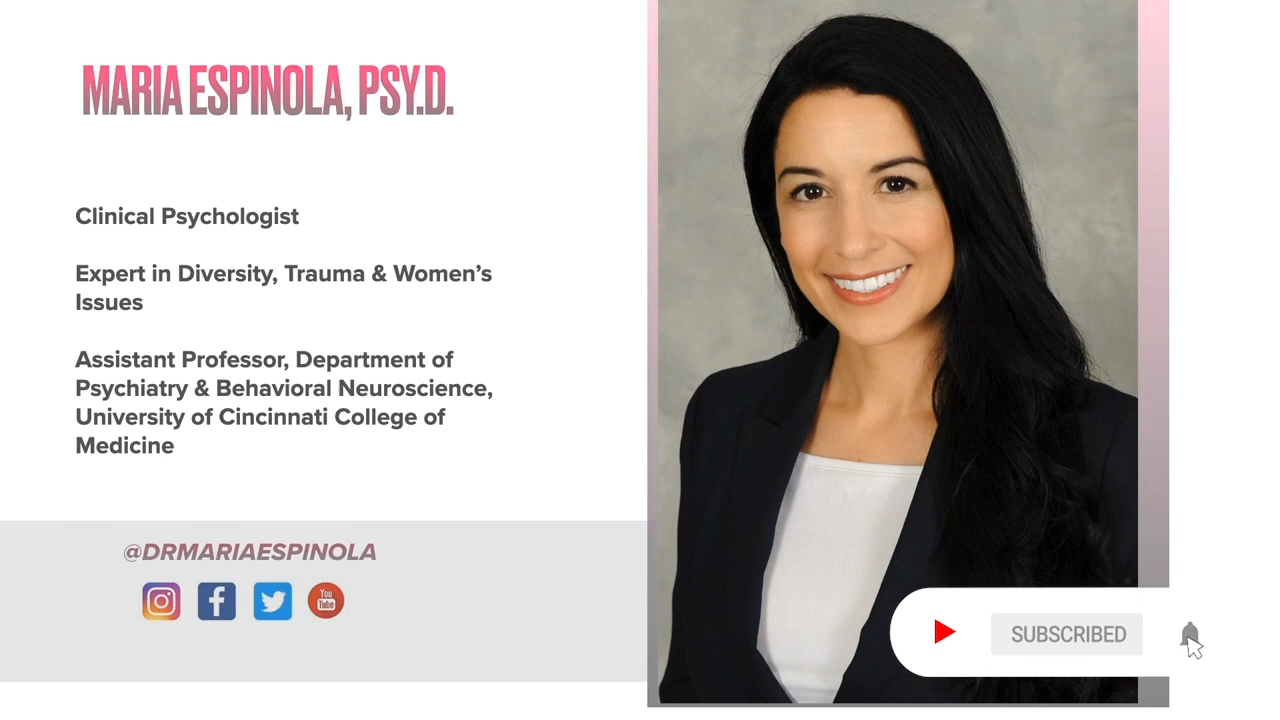 MARIA ESPINOLA, PSY.D.
Clinical Psychologist
Expert in Diversity, Trauma & Women’s
Issues
Assistant Professor, Department of
Psychiatry & Behavioral Neuroscience,
University of Cincinnati College of
Medicine
@DRMARIAESPINOLA
You
Tube
SUBSCRIBED